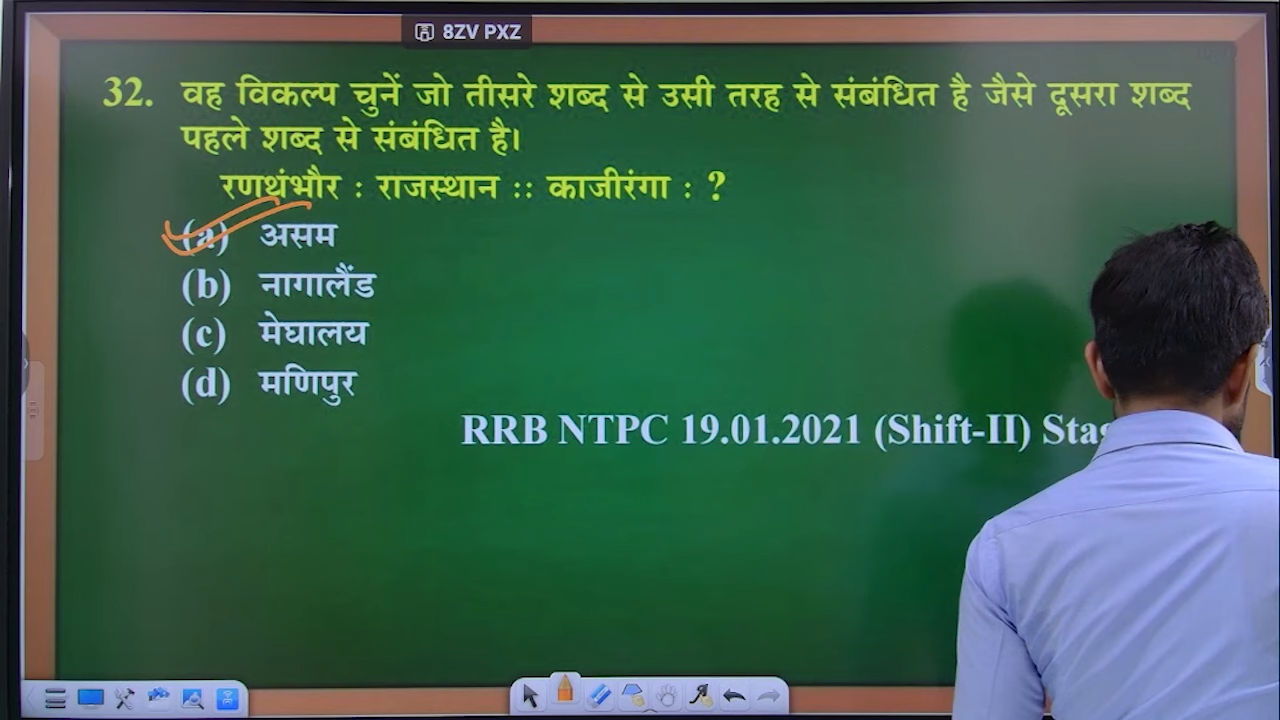 8ZV PXZ
32. वह विकल्प चुनें जो तीसरे शब्द से उसी तरह से संबंधित है जैसे दूसरा शब्द
पहले शब्द से संबंधित है।
रणथंभौर : राजस्थान :: काजीरंगा : ?
(a) असम
(b) नागालैंड
(c) मेघालय
(d) मणिपुर
RRB NTPC 19.01.2021 (Shift-II)